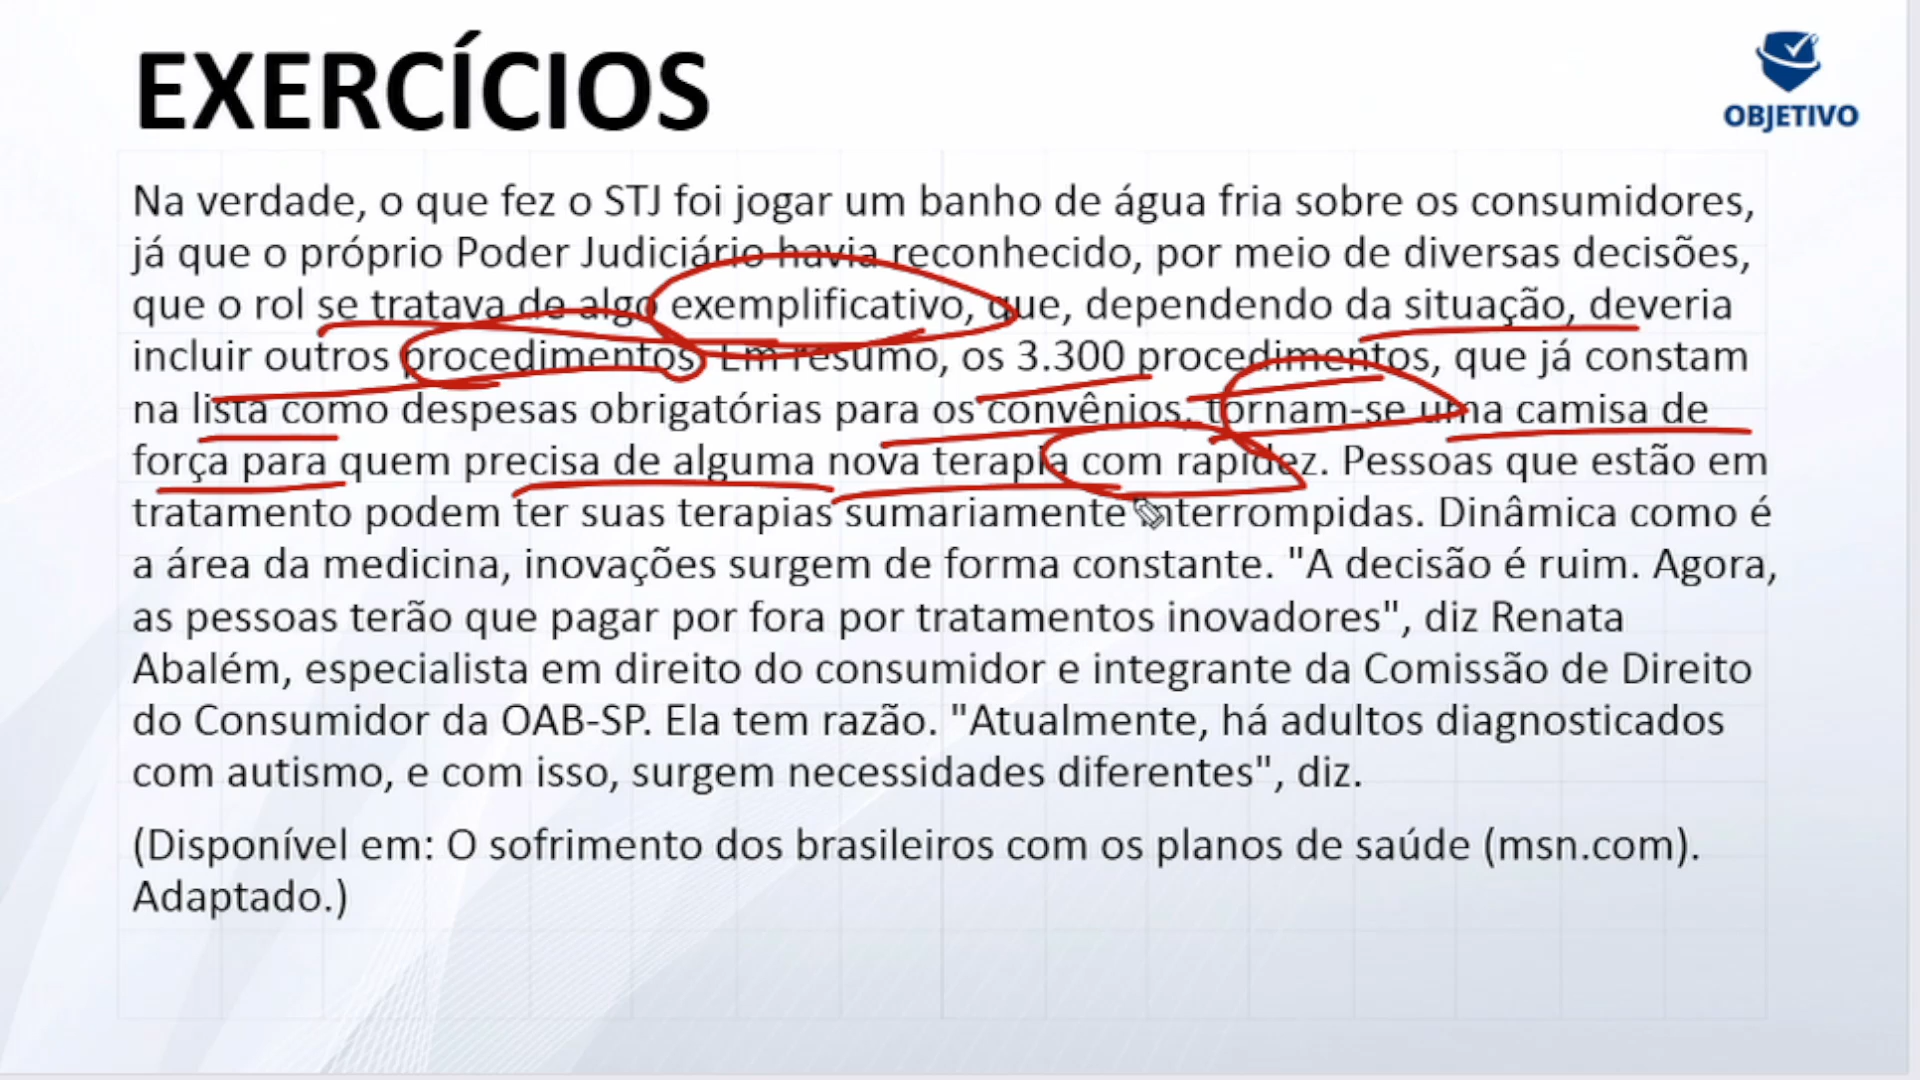 EXERCÍCIOS
OBJETIVO
Na verdade, o que fez o STJ foi jogar um banho de água fria sobre os consumidores,
já que o próprio Poder Judiciário havia reconhecido, por meio de diversas decisões,
que o rol se tratava de algo exemplificativo, que, dependendo da situação, deveria
incluir outros procedimentos. Em resumo, os 3.300 procedimentos, que já constam
na lista como despesas obrigatórias para os convênios, tornam-se uma camisa de
força para quem precisa de alguma nova terapia com rapidez. Pessoas que estão em
tratamento podem ter suas terapias sumariamente interrompidas. Dinâmica como é
a área da medicina, inovações surgem de forma constante. "A decisão é ruim. Agora,
as pessoas terão que pagar por fora por tratamentos inovadores", diz Renata
Abalém, especialista em direito do consumidor e integrante da Comissão de Direito
do Consumidor da OAB-SP. Ela tem razão. "Atualmente, há adultos diagnosticados
com autismo, e com isso, surgem necessidades diferentes", diz.
(Disponível em: O sofrimento dos brasileiros com os planos de saúde (msn.com).
Adaptado.)